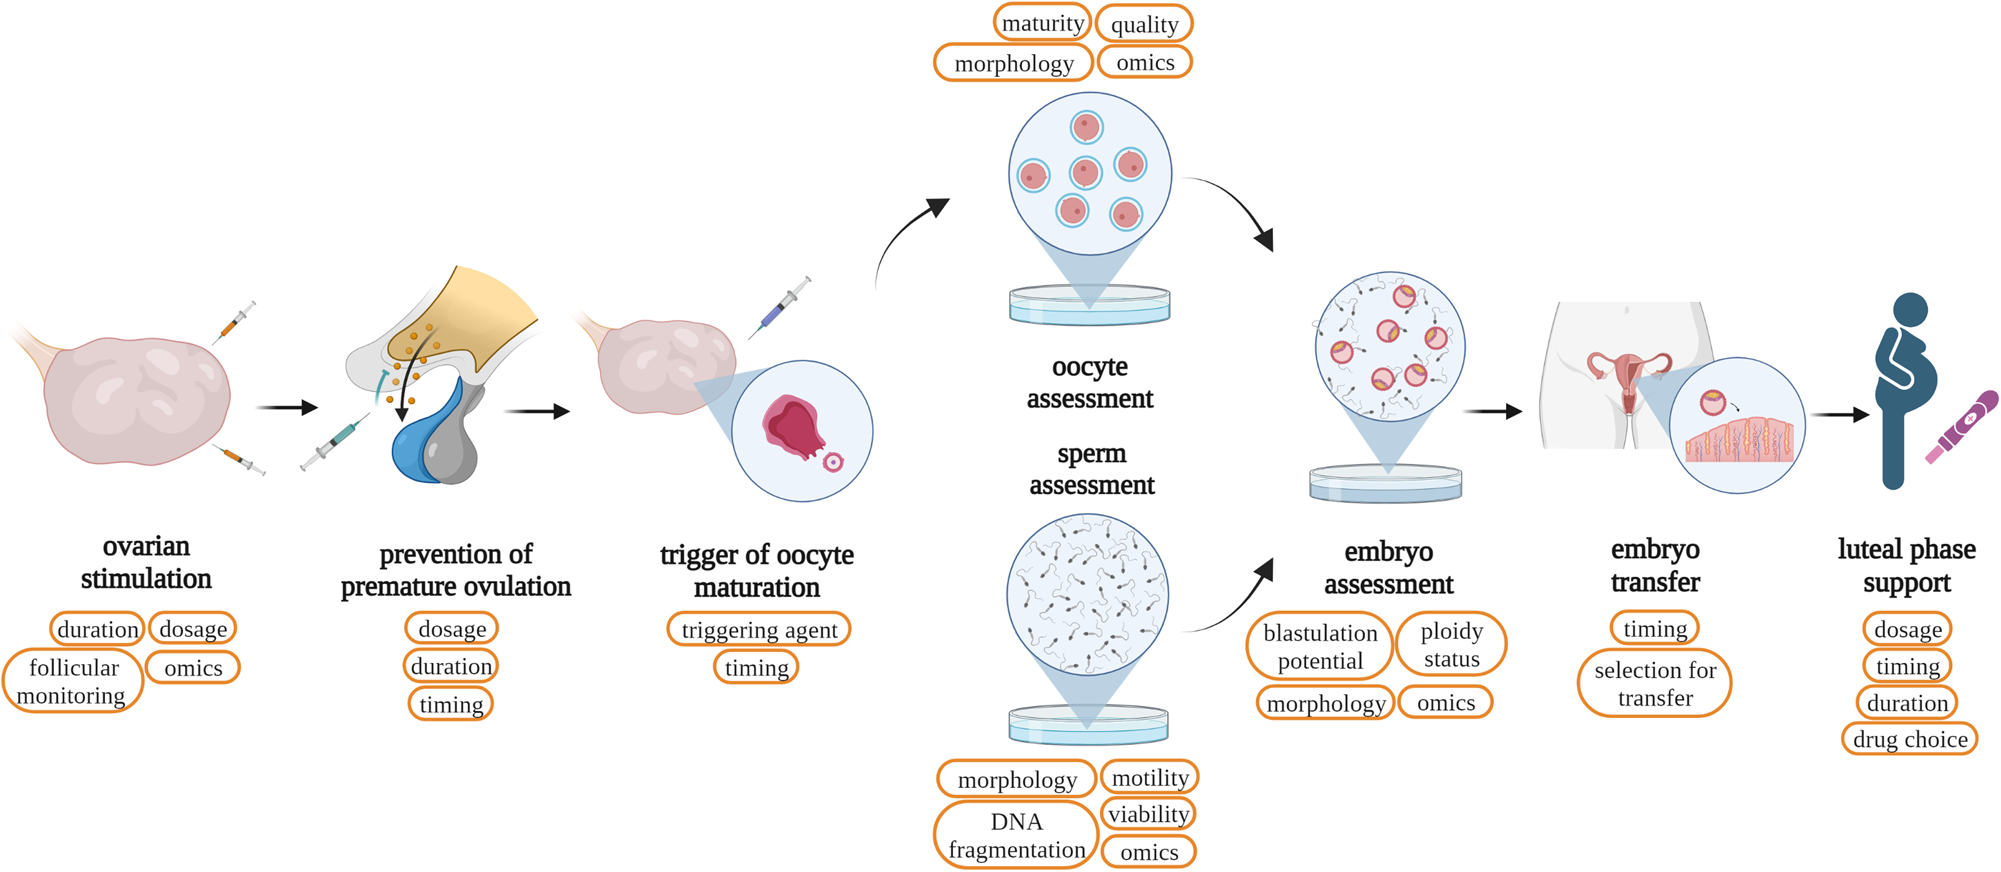 maturity
quality
morphology
omics
oocyte
assessment
sperm
assessment
morphology
motility
DNA
fragmentation
viability
omics
ovarian
stimulation
duration
dosage
follicular
monitoring
omics
prevention of
premature ovulation
dosage
duration
timing
trigger of oocyte
maturation
triggering agent
timing
embryo
assessment
blastulation
potential
ploidy
status
morphology
omics
embryo
transfer
timing
selection for
transfer
luteal phase
support
dosage
timing
duration
drug choice